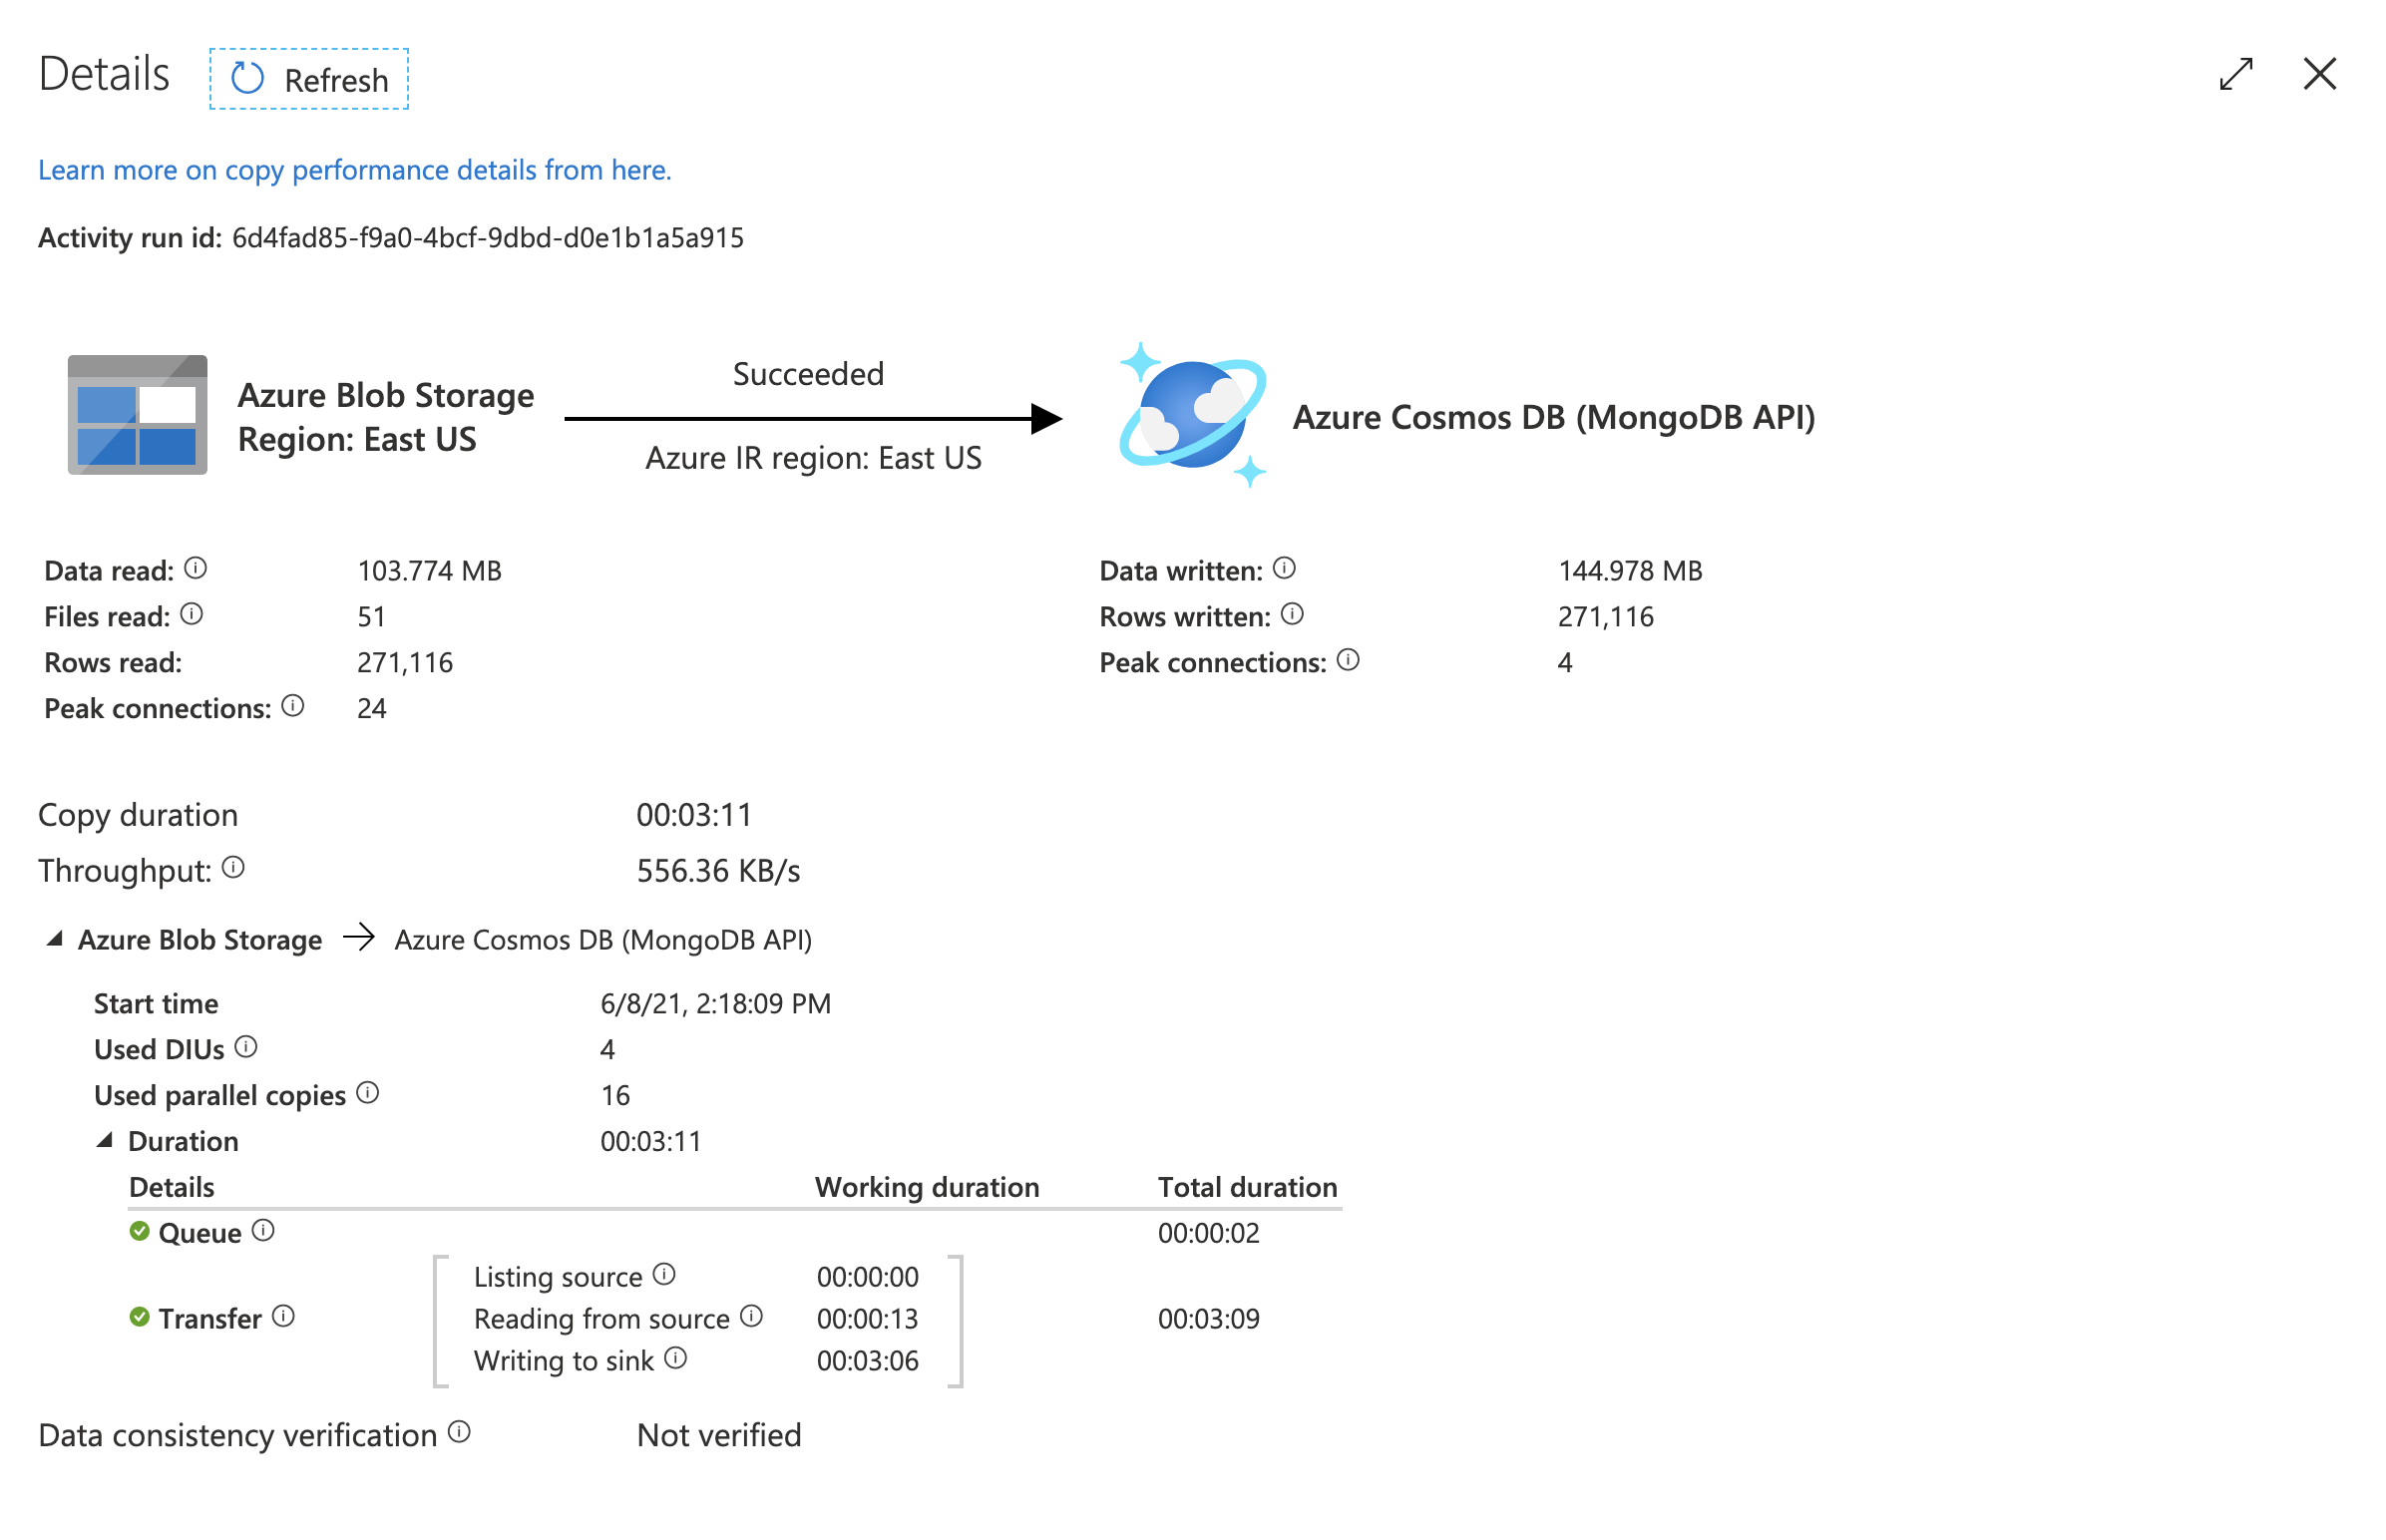 Details Refresh
Learn more on copy performance details from here.
Activity run id: 6d4fad85-f9a0-4bcf-9dbd-d0e1b1a5a915
Azure Blob Storage
Region: East US
Succeeded
Azure IR region: East US
Azure Cosmos DB (MongoDB API)
Data read: 103.774 MB
Files read: 51
Rows read: 271,116
Peak connections: 24
Data written: 144.978 MB
Rows written: 271,116
Peak connections: 4
Copy duration 00:03:11
Throughput: 556.36 KB/s
Azure Blob Storage → Azure Cosmos DB (MongoDB API)
Start time 6/8/21, 2:18:09 PM
Used DIUs 4
Used parallel copies 16
Duration 00:03:11
Details Working duration Total duration
Queue 00:00:02
Listing source 00:00:00
Transfer Reading from source 00:00:13 00:03:09
Writing to sink 00:03:06
Data consistency verification Not verified